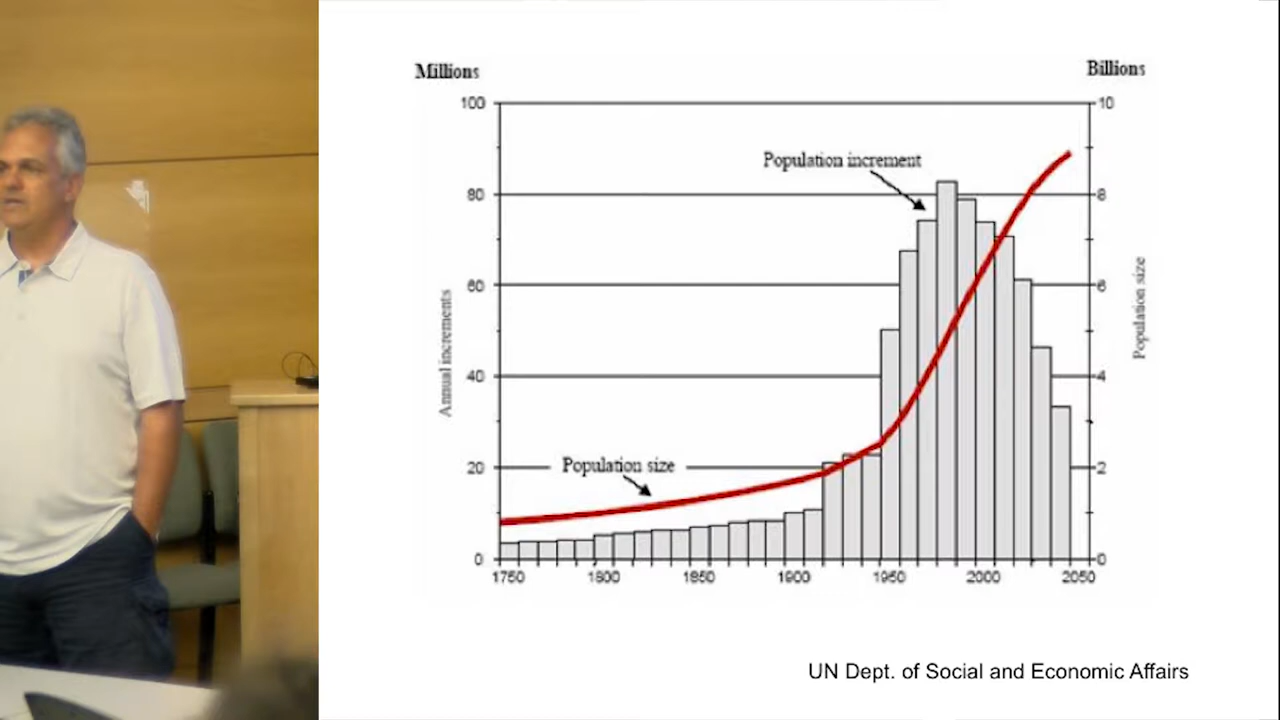 Millions
Billions
100
10
Population increment
80
8
60
6
Annual increments
Population size
40
4
20
Population size
2
0
0
1750
1800
1850
1900
1950
2000
2050
UN Dept. of Social and Economic Affairs